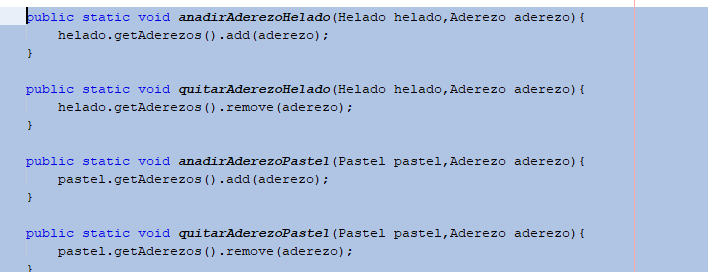 public static void anadirAderezoHelado(Helado helado,Aderezo aderezo){
helado.getAderezos().add(aderezo);
}
public static void quitarAderezoHelado(Helado helado,Aderezo aderezo){
helado.getAderezos().remove(aderezo);
}
public static void anadirAderezoPastel(Pastel pastel,Aderezo aderezo){
pastel.getAderezos().add(aderezo);
}
public static void quitarAderezoPastel(Pastel pastel,Aderezo aderezo){
pastel.getAderezos().remove(aderezo);
}